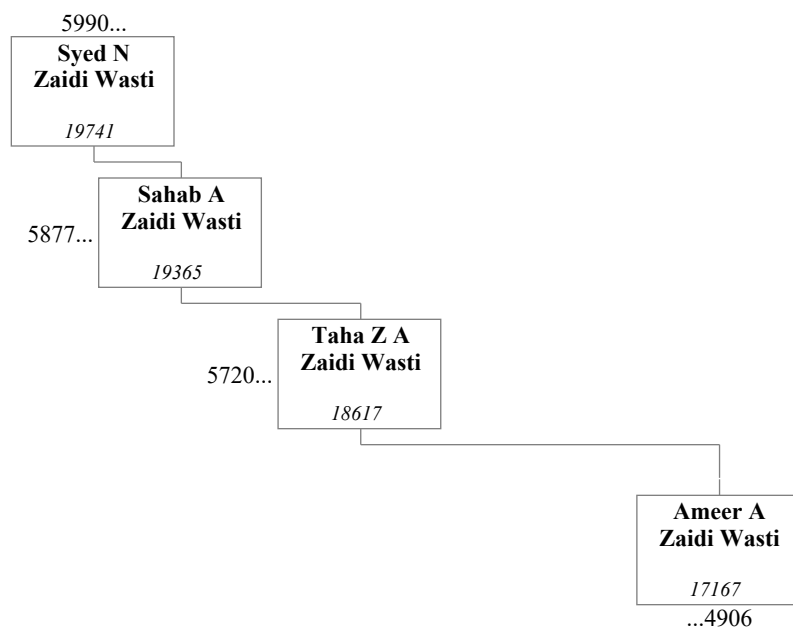 5990...
Syed N
Zaidi Wasti
19741
Sahab A
Zaidi Wasti
5877...
19365
Taha Z A
Zaidi Wasti
5720...
18617
Ameer A
Zaidi Wasti
17167
...4906